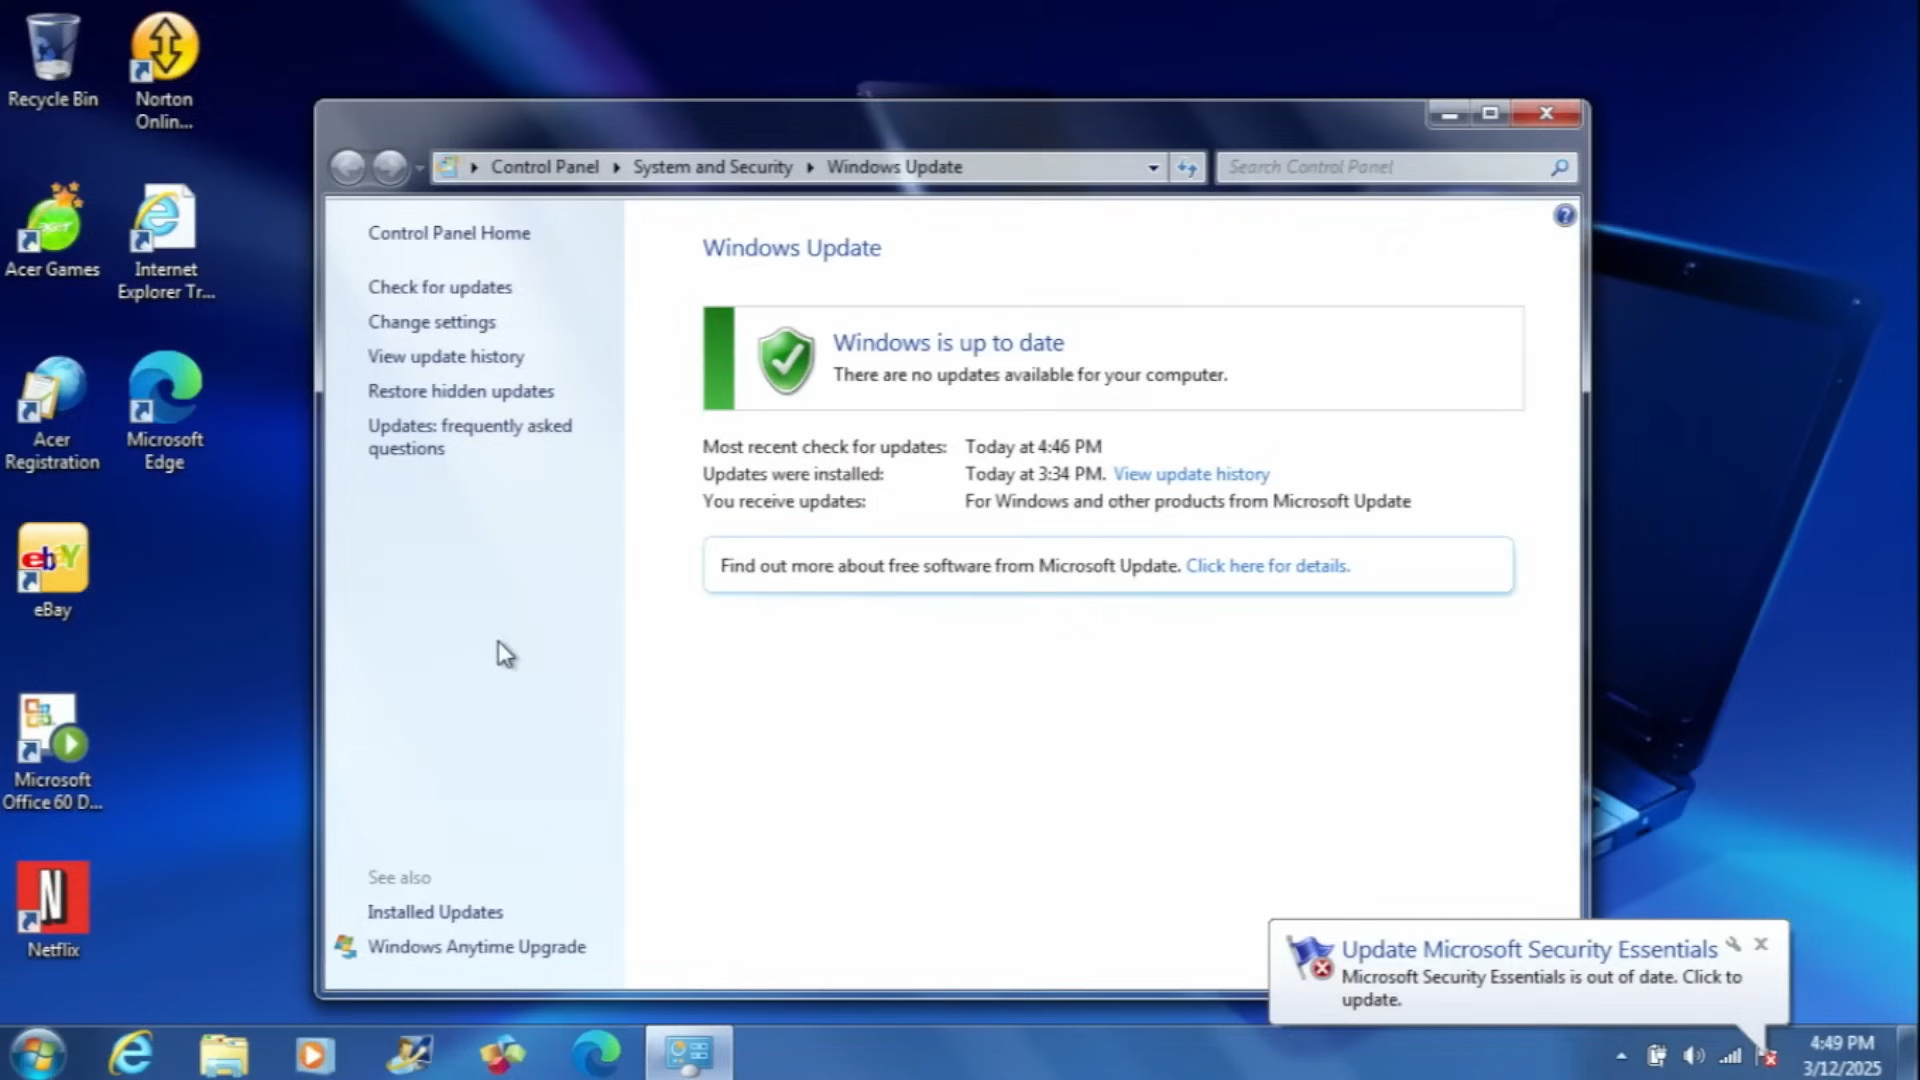 Recycle Bin
Norton
Onlin...
Acer Games
Internet
Explorer Tr...
Acer
Registration
Microsoft
Edge
ebY
eBay
Microsoft
Office 60 D...
N
Netflix
Control Panel
System and Security
Windows Update
Search Control Panel
Control Panel Home
Check for updates
Change settings
View update history
Restore hidden updates
Updates: frequently asked
questions
See also
Installed Updates
Windows Anytime Upgrade
Windows Update
Windows is up to date
There are no updates available for your computer.
Most recent check for updates: Today at 4:46 PM
Updates were installed: Today at 3:34 PM. View update history
You receive updates: For Windows and other products from Microsoft Update
Find out more about free software from Microsoft Update. Click here for details.
Update Microsoft Security Essentials
Microsoft Security Essentials is out of date. Click to
update.
4:49 PM
3/12/2025